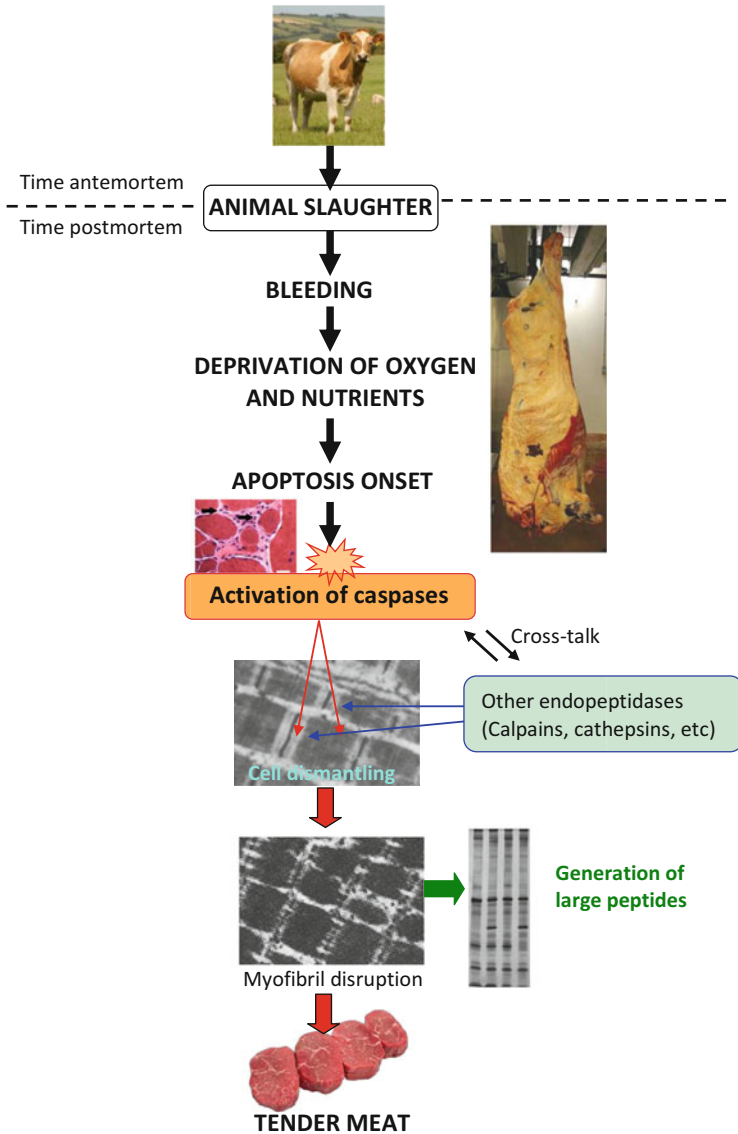 Time antemortem
ANIMAL SLAUGHTER
Time postmortem
BLEEDING
DEPRIVATION OF OXYGEN
AND NUTRIENTS
APOPTOSIS ONSET
Activation of caspases
Cross-talk
Other endopeptidases
(Calpains, cathepsins, etc)
Cell dismantling
Generation of
large peptides
Myofibril disruption
TENDER MEAT